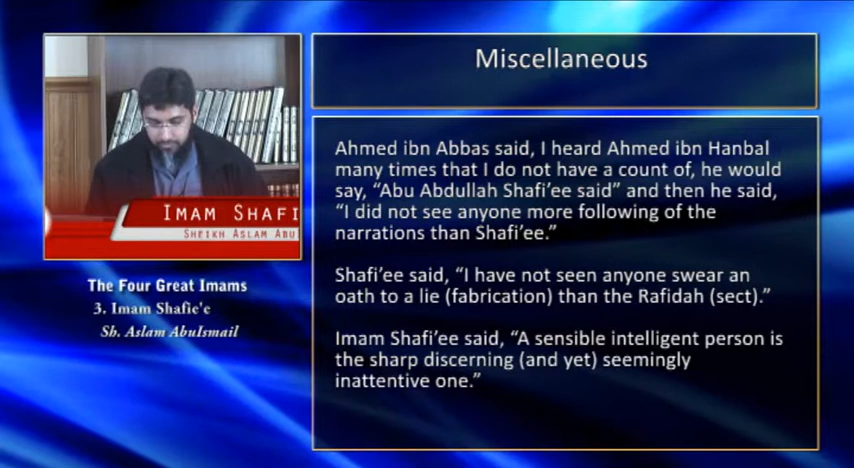 Miscellaneous
Ahmed ibn Abbas said, I heard Ahmed ibn Hanbal
many times that I do not have a count of, he would
say, “Abu Abdullah Shafi’ee said” and then he said,
“I did not see anyone more following of the
narrations than Shafi’ee.”
Shafi’ee said, “I have not seen anyone swear an
oath to a lie (fabrication) than the Rafidah (sect).”
Imam Shafi’ee said, “A sensible intelligent person is
the sharp discerning (and yet) seemingly
inattentive one.”
IMAM SHAFI
SHEIKH ASLAM ABU
The Four Great Imams
3. Imam Shafie'e
Sh. Aslam AbuIsmail